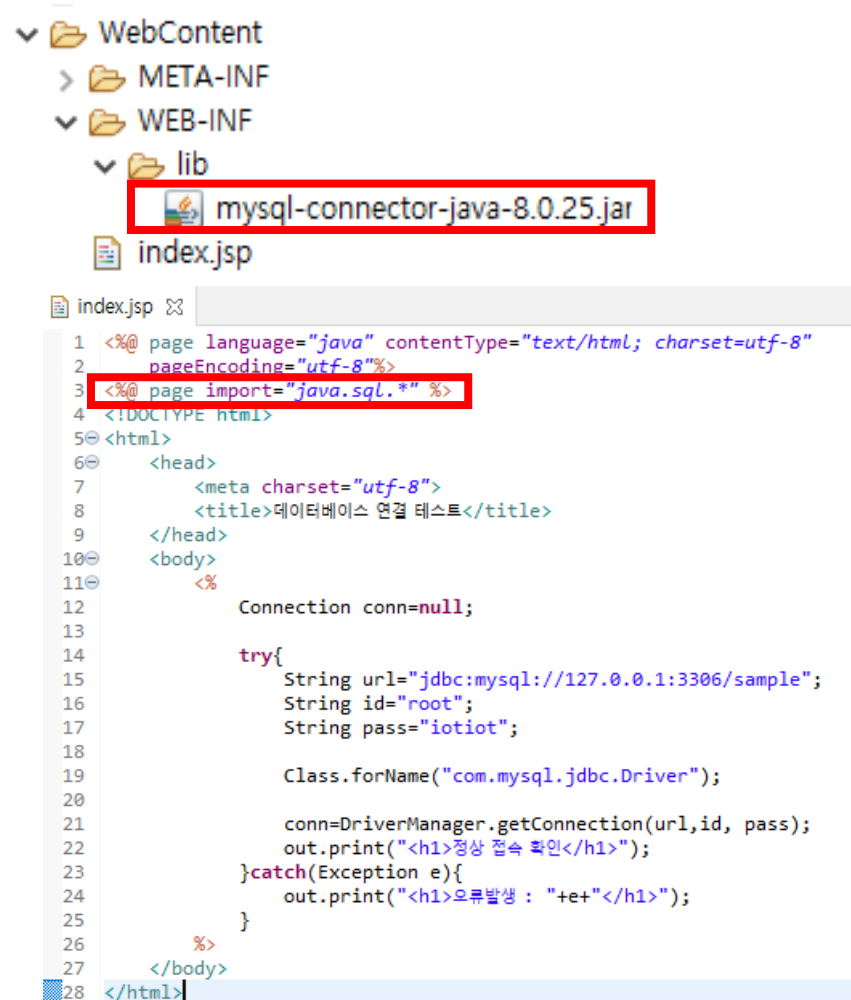 WebContent
META-INF
WEB-INF
lib
mysql-connector-java-8.0.25.jar
index.jsp
index.jsp
1 <%@ page language="java" contentType="text/html; charset=utf-8"
2     pageEncoding="utf-8"%>
3 <%@ page import="java.sql.*" %>
4 <!DOCTYPE html>
5 <html>
6     <head>
7         <meta charset="utf-8">
8         <title>데이터베이스 연결 테스트</title>
9     </head>
10     <body>
11         <%
12             Connection conn=null;
13
14             try{
15                 String url="jdbc:mysql://127.0.0.1:3306/sample";
16                 String id="root";
17                 String pass="iotiot";
18
19                 Class.forName("com.mysql.jdbc.Driver");
20
21                 conn=DriverManager.getConnection(url,id, pass);
22                 out.print("<h1>정상 접속 확인</h1>");
23             }catch(Exception e){
24                 out.print("<h1>오류발생 : "+e+"</h1>");
25             }
26         %>
27     </body>
28 </html>